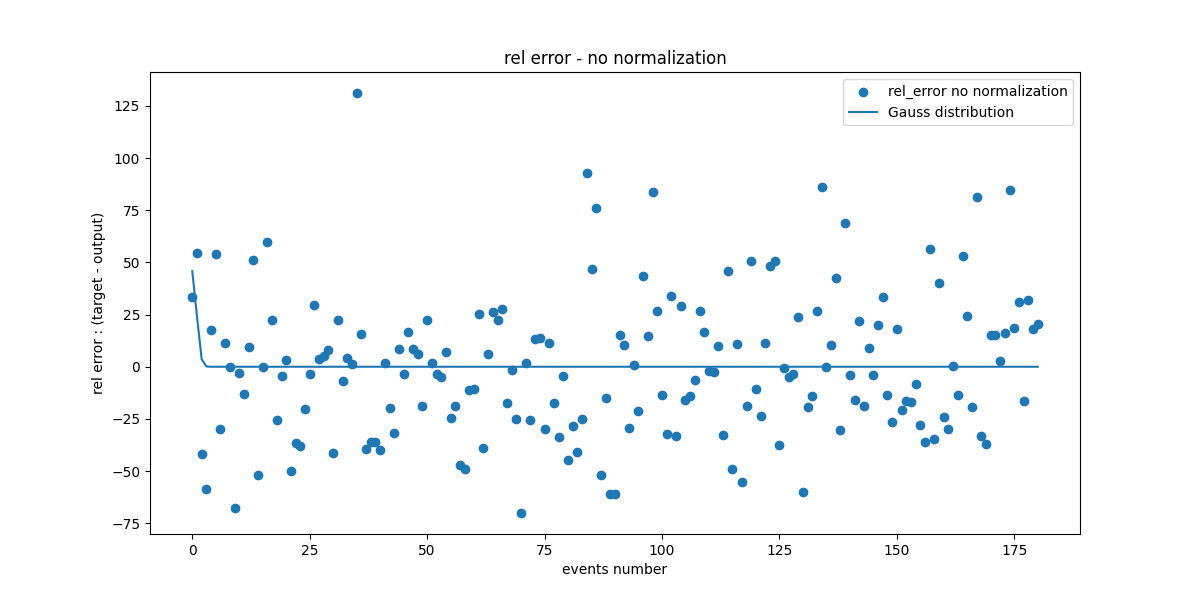 rel error - no normalization
rel_error no normalization
Gauss distribution
rel error : (target - output)
125
100
75
50
25
0
−25
−50
−75
0 25 50 75 100 125 150 175
events number